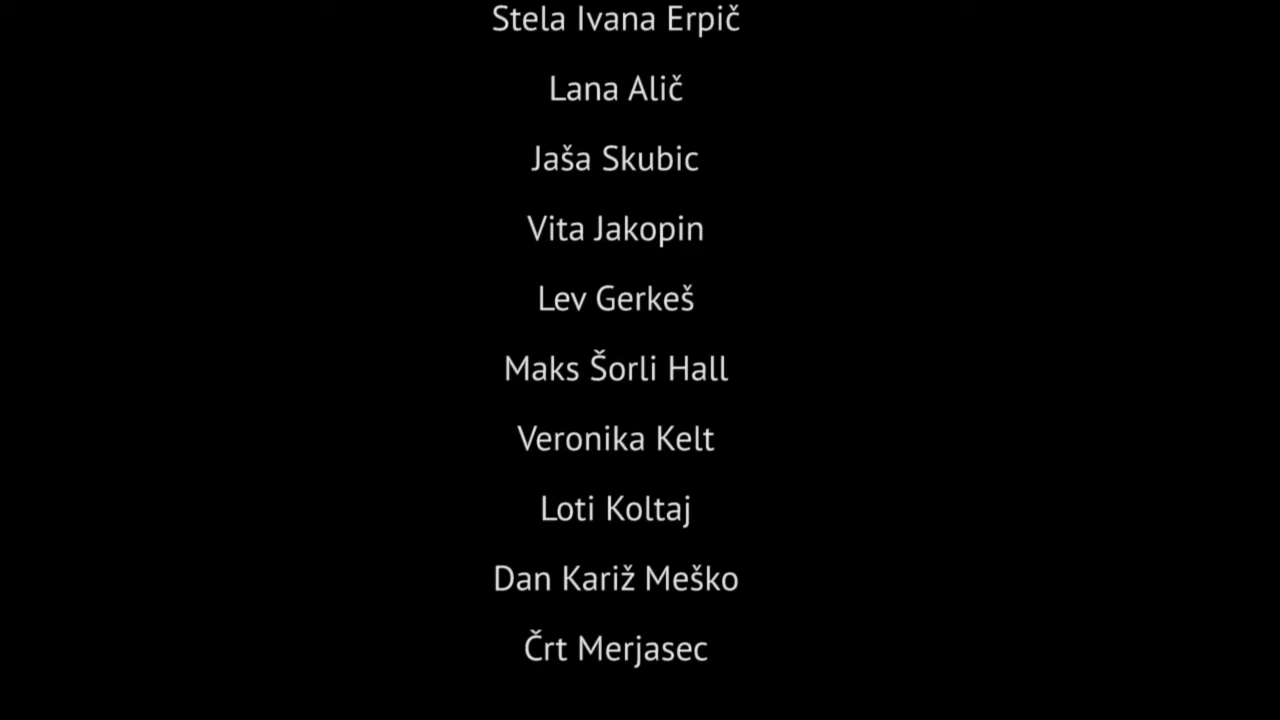 Stela Ivana Erpič
Lana Alič
Jaša Skubic
Vita Jakopin
Lev Gerkeš
Maks Šorli Hall
Veronika Kelt
Loti Koltaj
Dan Kariž Meško
Črt Merjasec